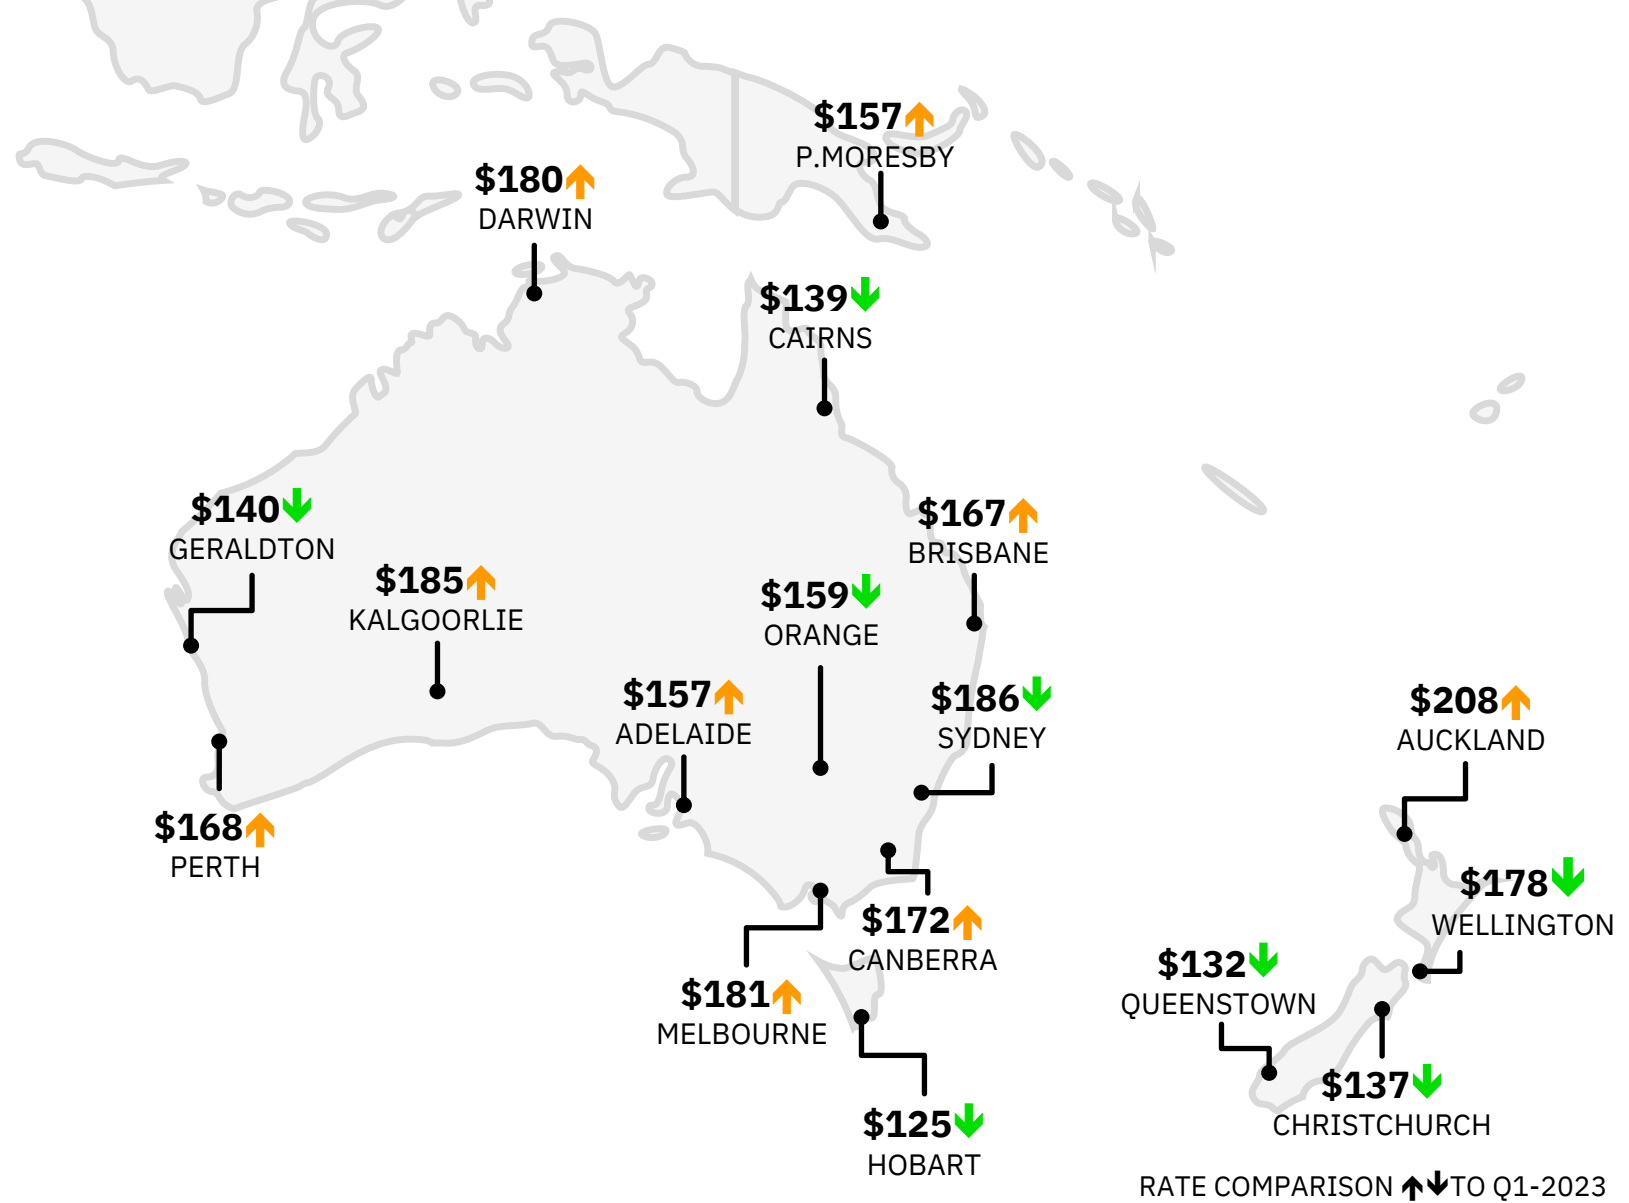 $157
P.MORESBY
$180
DARWIN
$139
CAIRNS
$140
GERALDTON
$167
BRISBANE
$185
KALGOORLIE
$159
ORANGE
$157
ADELAIDE
$186
SYDNEY
$208
AUCKLAND
$168
PERTH
$178
WELLINGTON
$172
CANBERRA
$132
QUEENSTOWN
$181
MELBOURNE
$137
CHRISTCHURCH
$125
HOBART
RATE COMPARISON ↑↓TO Q1-2023